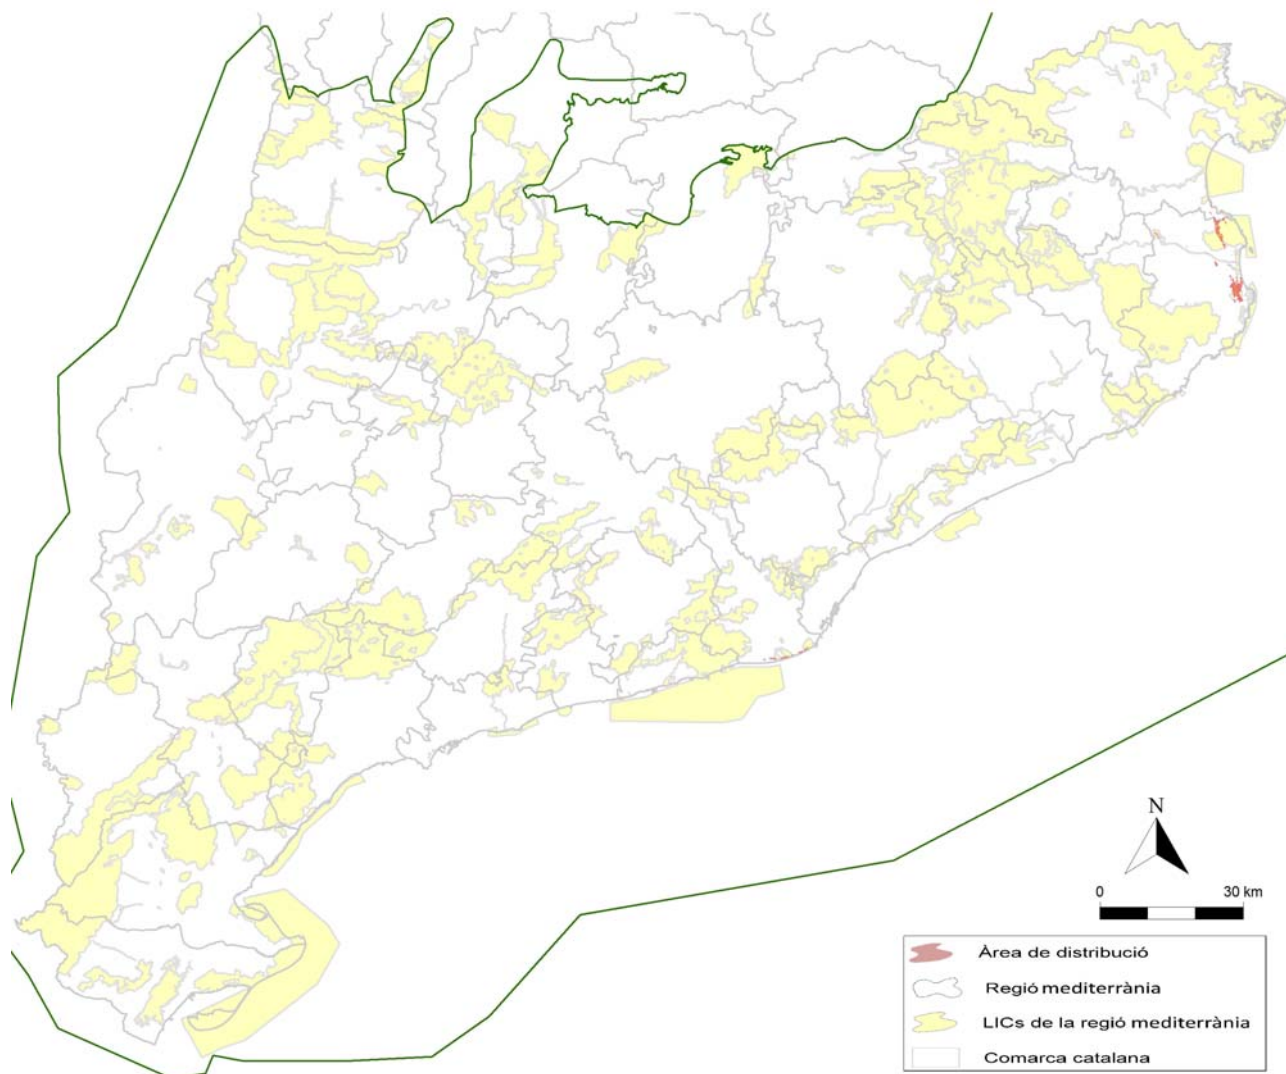 N
0 30 km
Àrea de distribució
Regió mediterrània
LICs de la regió mediterrània
Comarca catalana